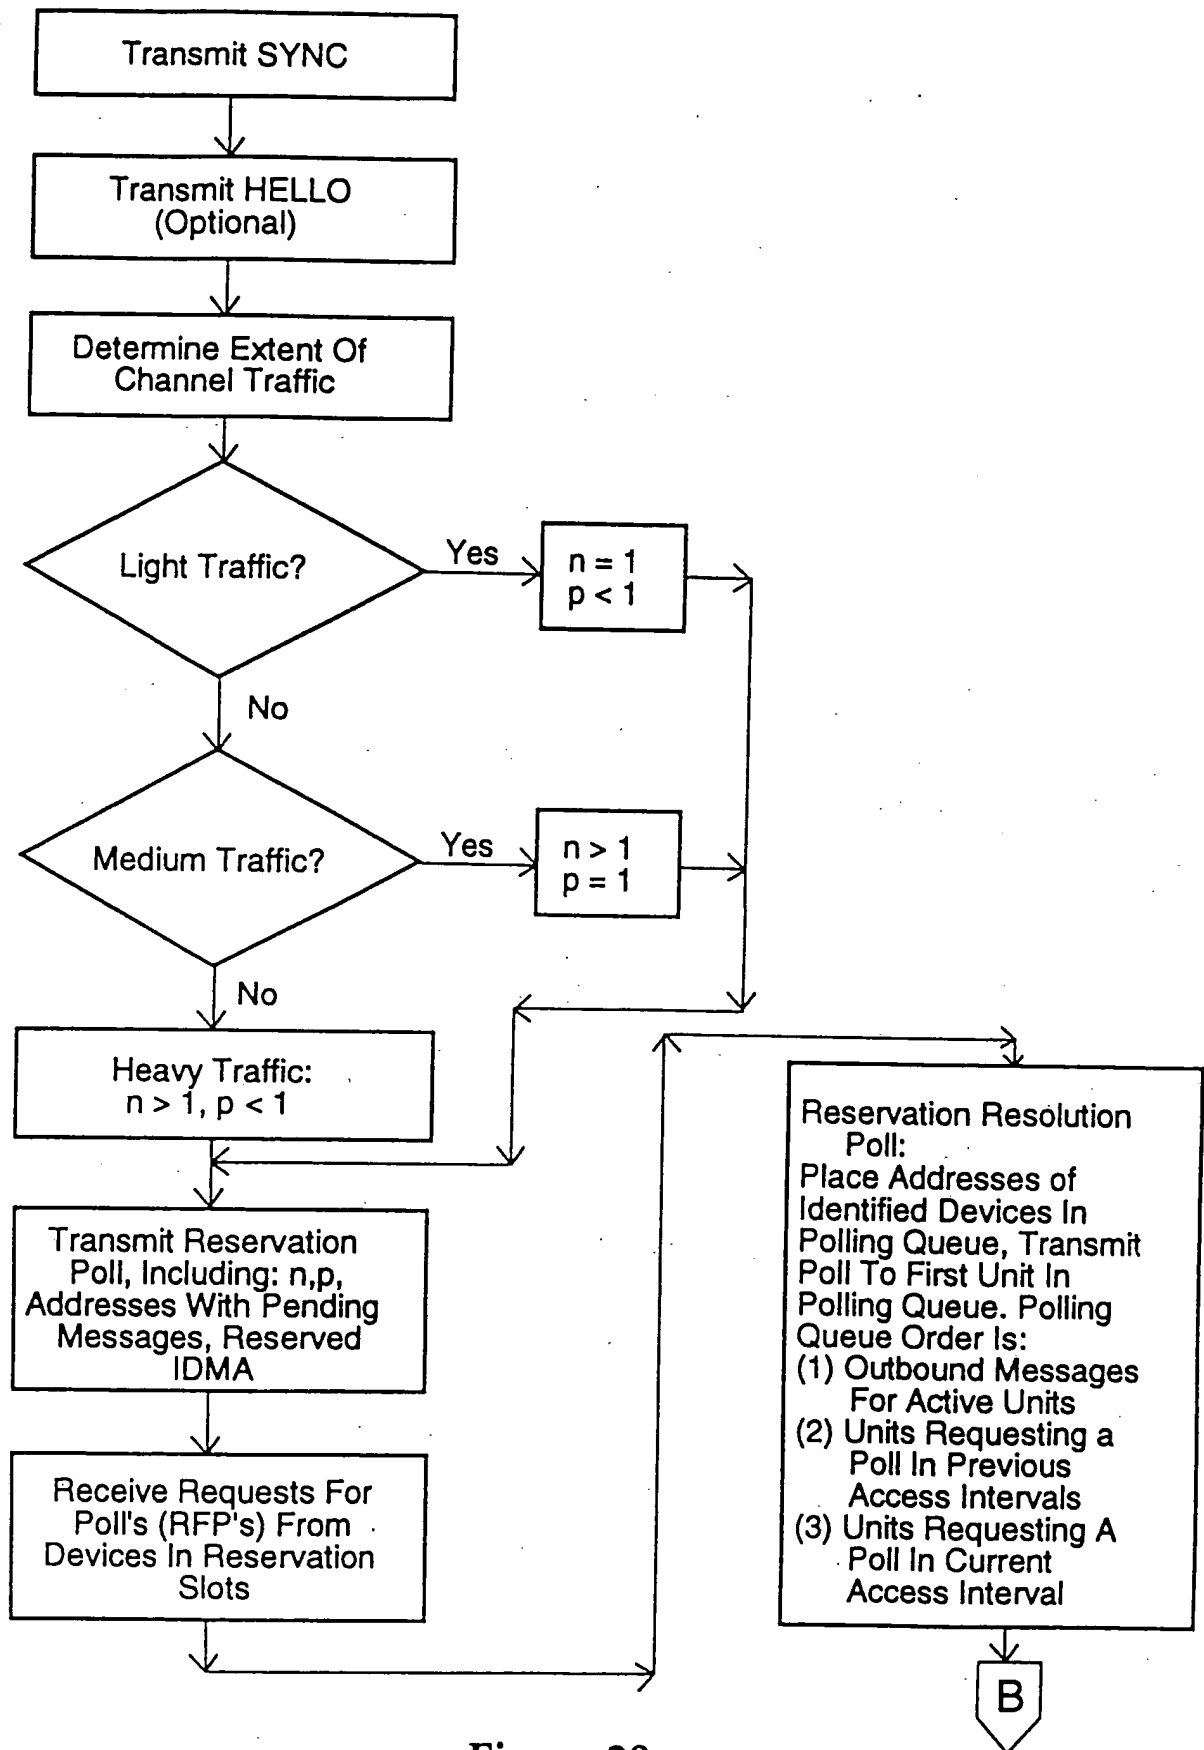 Transmit SYNC
Transmit HELLO
(Optional)
Determine Extent Of
Channel Traffic
Light Traffic?
Yes
n = 1
p < 1
No
Medium Traffic?
Yes
n > 1
p = 1
No
Heavy Traffic:
n > 1, p < 1
Transmit Reservation
Poll, Including: n,p,
Addresses With Pending
Messages, Reserved
IDMA
Receive Requests For
Poll's (RFP's) From
Devices In Reservation
Slots
Reservation Resolution
Poll:
Place Addresses of
Identified Devices In
Polling Queue, Transmit
Poll To First Unit In
Polling Queue. Polling
Queue Order Is:
(1) Outbound Messages
For Active Units
(2) Units Requesting a
Poll In Previous
Access Intervals
(3) Units Requesting A
Poll In Current
Access Interval
B